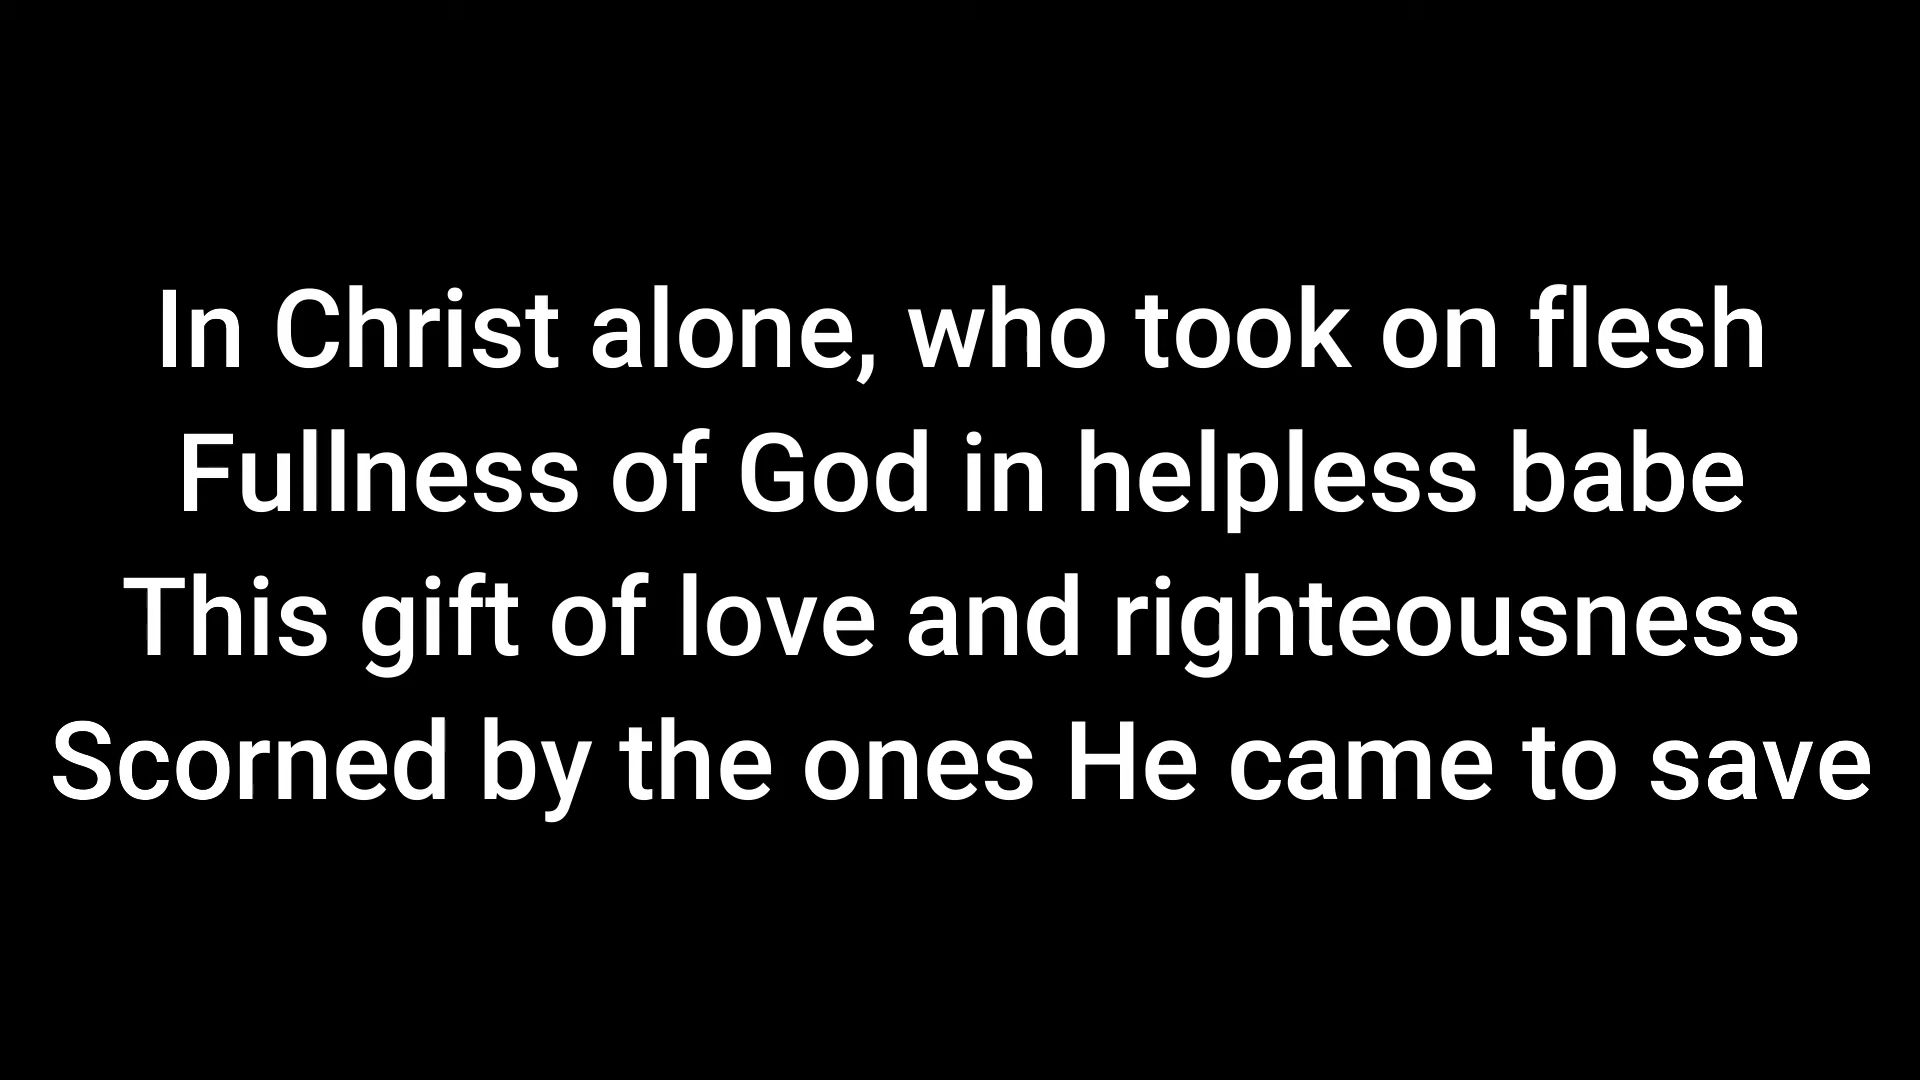 In Christ alone, who took on flesh
Fullness of God in helpless babe
This gift of love and righteousness
Scorned by the ones He came to save